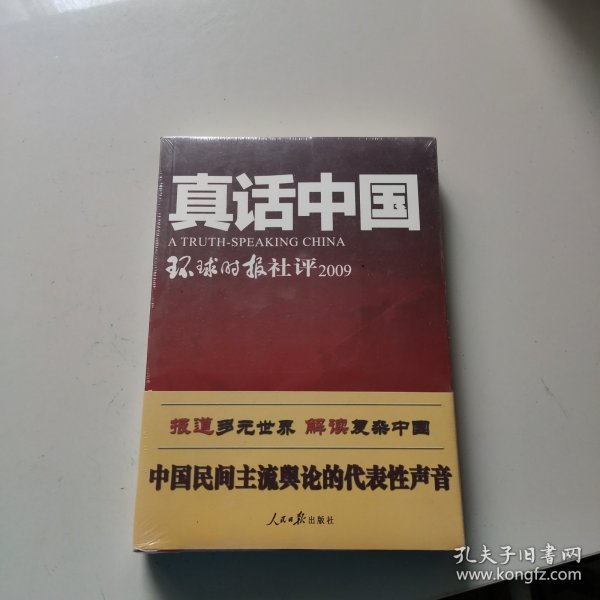 真话中国
A TRUTH-SPEAKING CHINA
环球时报社评2009
报道多元世界 解读复杂中国
中国民间主流舆论的代表性声音
人民日报出版社
孔夫子旧书网
www.kongfz.com